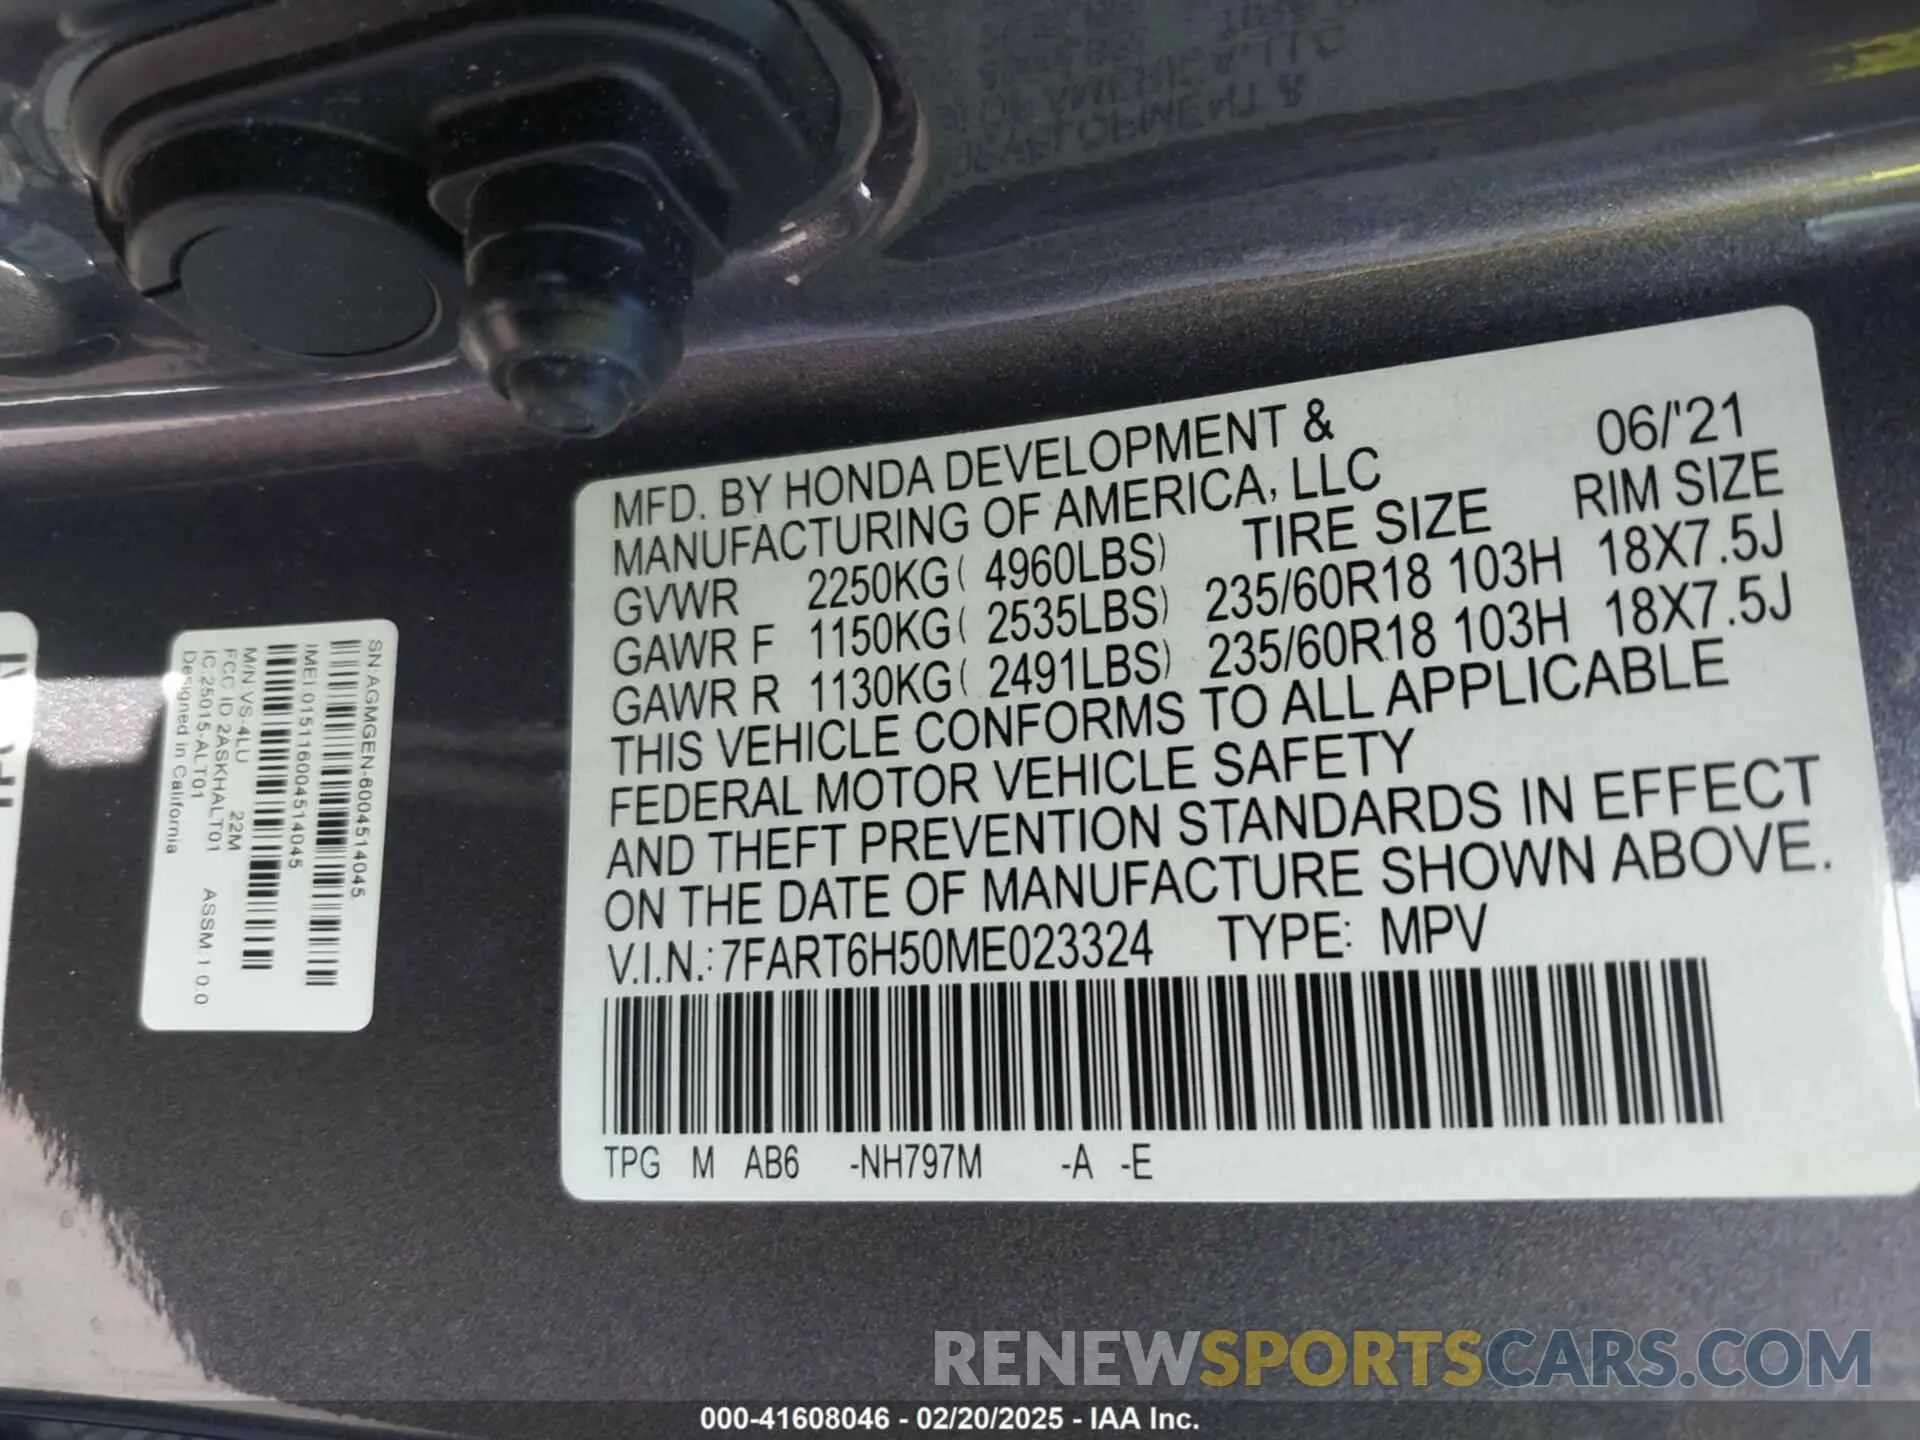 MFD. BY HONDA DEVELOPMENT & 06/'21
MANUFACTURING OF AMERICA, LLC
TIRE SIZE RIM SIZE
GVWR 2250KG( 4960LBS)
GAWR F 1150KG( 2535LBS) 235/60R18 103H 18X7.5J
GAWR R 1130KG( 2491LBS) 235/60R18 103H 18X7.5J
THIS VEHICLE CONFORMS TO ALL APPLICABLE
FEDERAL MOTOR VEHICLE SAFETY
AND THEFT PREVENTION STANDARDS IN EFFECT
ON THE DATE OF MANUFACTURE SHOWN ABOVE.
V.I.N.: 7FART6H50ME023324 TYPE: MPV
TPG M AB6 -NH797M -A -E
SN:AGMGEN-6004514045
IMEI:015116004514045
M/N VS-4LU 22M
FCC ID 2ASKHALT01
IC 25015-ALT01 ASSM:1.0.0
Designed in California
RENEWSPORTSCARS.COM
000-41608046 - 02/20/2025 - IAA Inc.